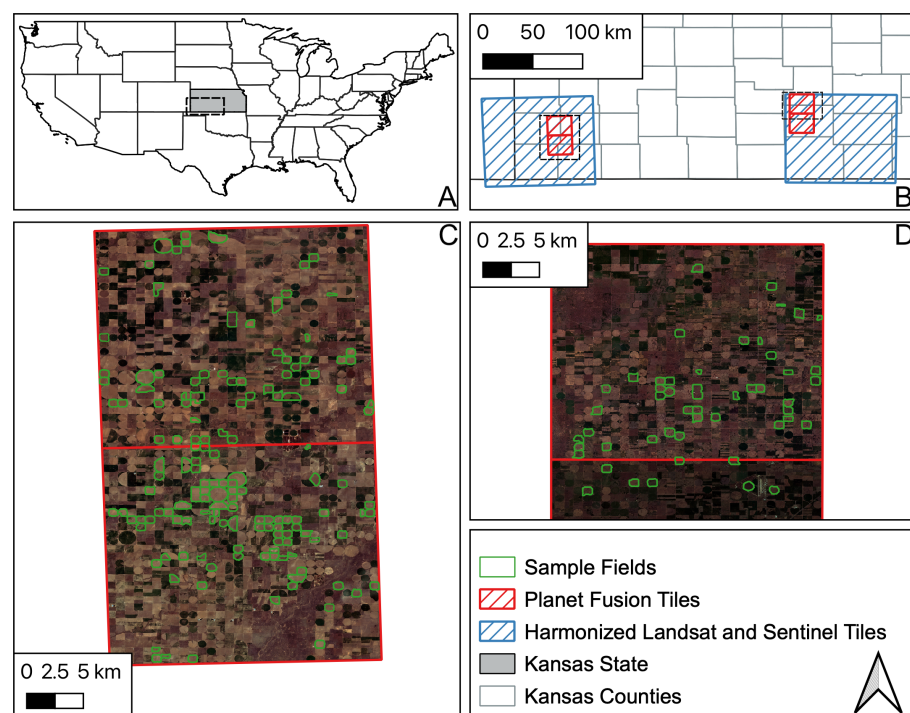 A
0 50 100 km
B
C
0 2.5 5 km
D
0 2.5 5 km
Sample Fields
Planet Fusion Tiles
Harmonized Landsat and Sentinel Tiles
Kansas State
Kansas Counties